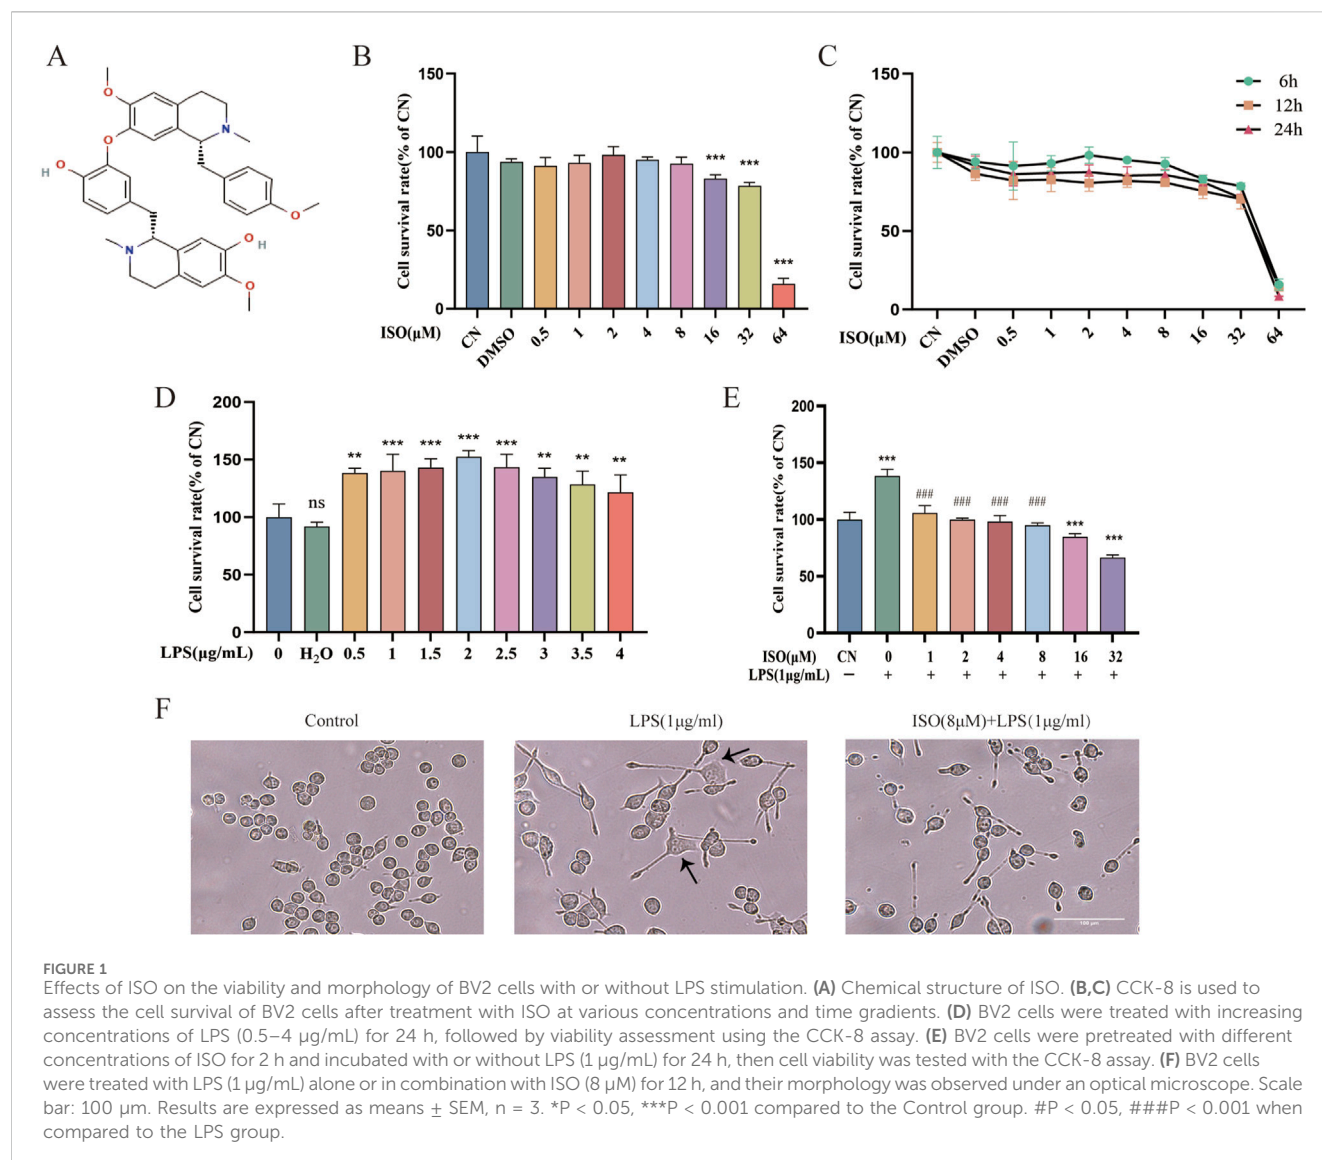 A
O
N
O
O
H
O
N
O
H
O
B
Cell survival rate(% of CN)
150
100
50
0
***
***
***
ISO(μM)
CN
DMSO
0.5
1
2
4
8
16
32
64
C
Cell survival rate(% of CN)
150
100
50
0
6h
12h
24h
ISO(μM)
CN
DMSO
0.5
1
2
4
8
16
32
64
D
Cell survival rate(% of CN)
200
150
100
50
0
ns
**
***
***
***
***
**
**
**
LPS(μg/mL)
0
H₂O
0.5
1
1.5
2
2.5
3
3.5
4
E
Cell survival rate(% of CN)
200
150
100
50
0
***
###
###
###
###
***
***
ISO(μM) CN 0 1 2 4 8 16 32
LPS(1μg/mL) − + + + + + + +
F
Control
LPS(1μg/ml)
ISO(8μM)+LPS(1μg/ml)
100 μm
FIGURE 1
Effects of ISO on the viability and morphology of BV2 cells with or without LPS stimulation. (A) Chemical structure of ISO. (B,C) CCK-8 is used to
assess the cell survival of BV2 cells after treatment with ISO at various concentrations and time gradients. (D) BV2 cells were treated with increasing
concentrations of LPS (0.5–4 μg/mL) for 24 h, followed by viability assessment using the CCK-8 assay. (E) BV2 cells were pretreated with different
concentrations of ISO for 2 h and incubated with or without LPS (1 μg/mL) for 24 h, then cell viability was tested with the CCK-8 assay. (F) BV2 cells
were treated with LPS (1 μg/mL) alone or in combination with ISO (8 μM) for 12 h, and their morphology was observed under an optical microscope. Scale
bar: 100 μm. Results are expressed as means ± SEM, n = 3. *P < 0.05, ***P < 0.001 compared to the Control group. #P < 0.05, ###P < 0.001 when
compared to the LPS group.